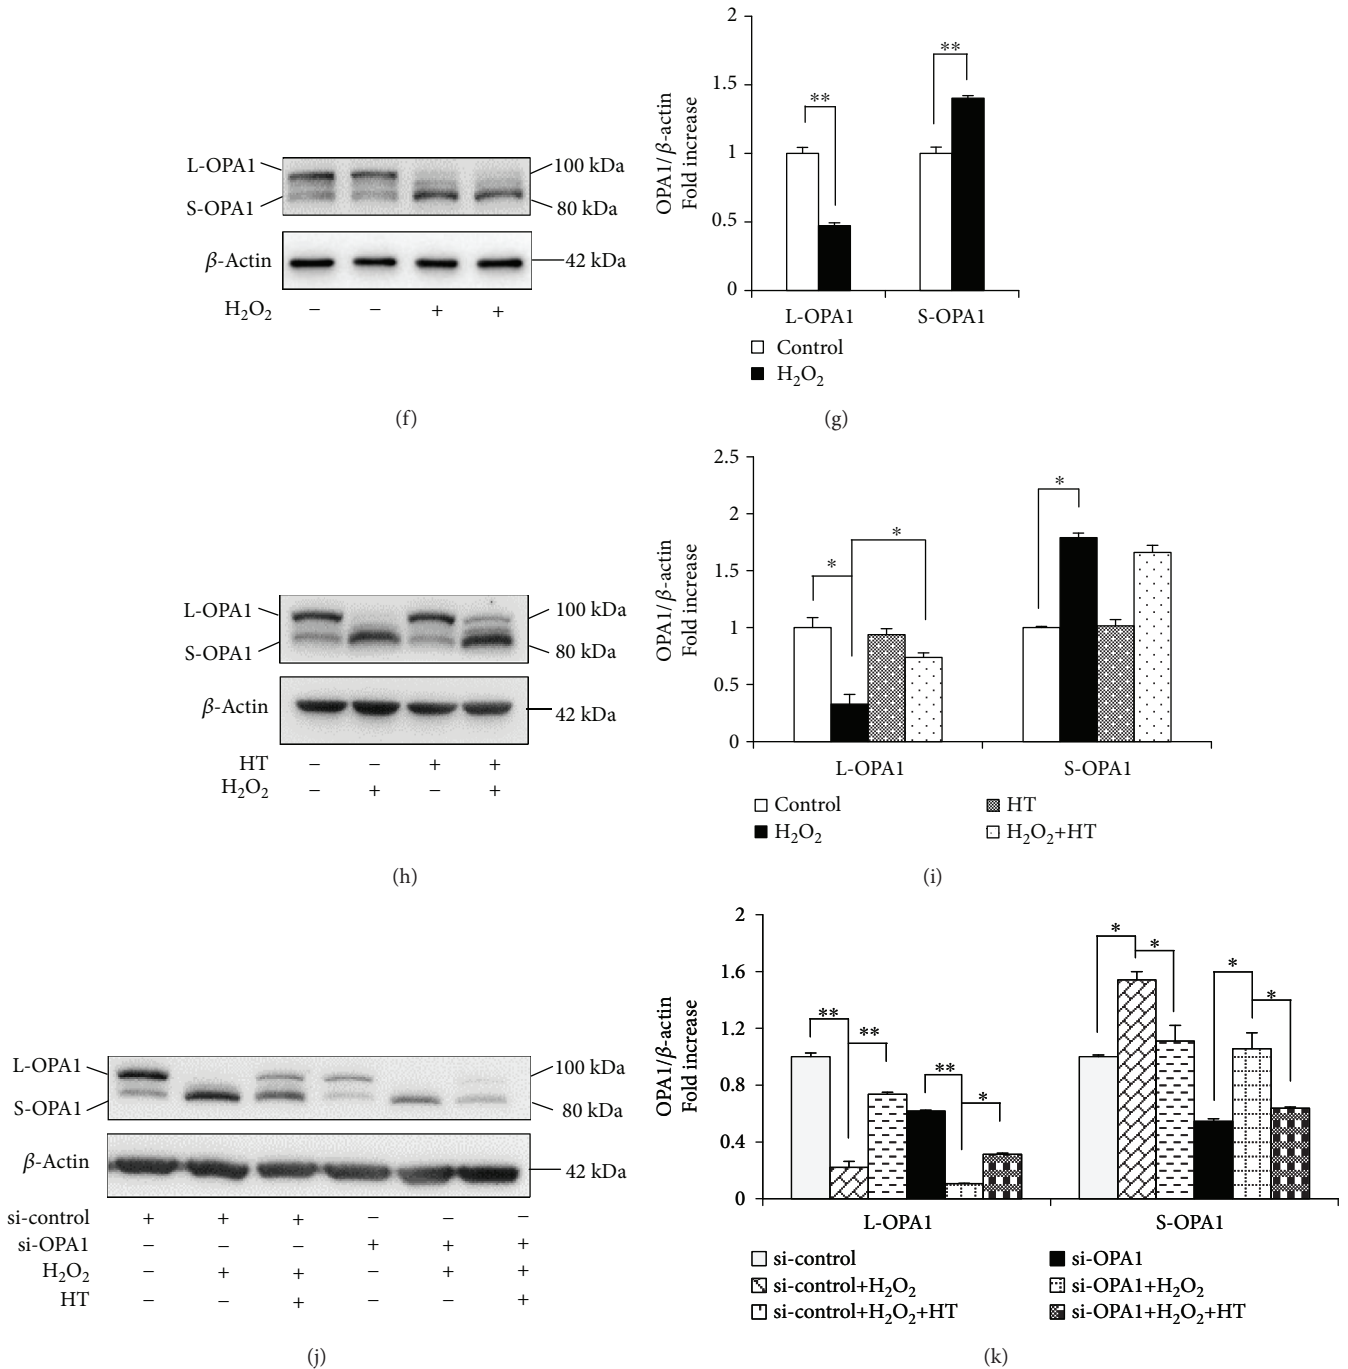 L-OPA1
S-OPA1
100 kDa
80 kDa
β-Actin
42 kDa
H₂O₂ − − + +
(f)
OPA1/β-actin
Fold increase
2
1.5
1
0.5
0
**
**
L-OPA1 S-OPA1
Control
H₂O₂
(g)
L-OPA1
S-OPA1
100 kDa
80 kDa
β-Actin
42 kDa
HT − − + +
H₂O₂ − + − +
(h)
OPA1/β-actin
Fold increase
2.5
2
1.5
1
0.5
0
*
*
*
L-OPA1 S-OPA1
Control HT
H₂O₂ H₂O₂+HT
(i)
L-OPA1
S-OPA1
100 kDa
80 kDa
β-Actin
42 kDa
si-control + + + − − −
si-OPA1 − − − + + +
H₂O₂ − + + − + +
HT − − + − − +
(j)
OPA1/β-actin
Fold increase
2
1.6
1.2
0.8
0.4
0
**
**
**
*
*
*
*
*
L-OPA1 S-OPA1
si-control si-OPA1
si-control+H₂O₂ si-OPA1+H₂O₂
si-control+H₂O₂+HT si-OPA1+H₂O₂+HT
(k)